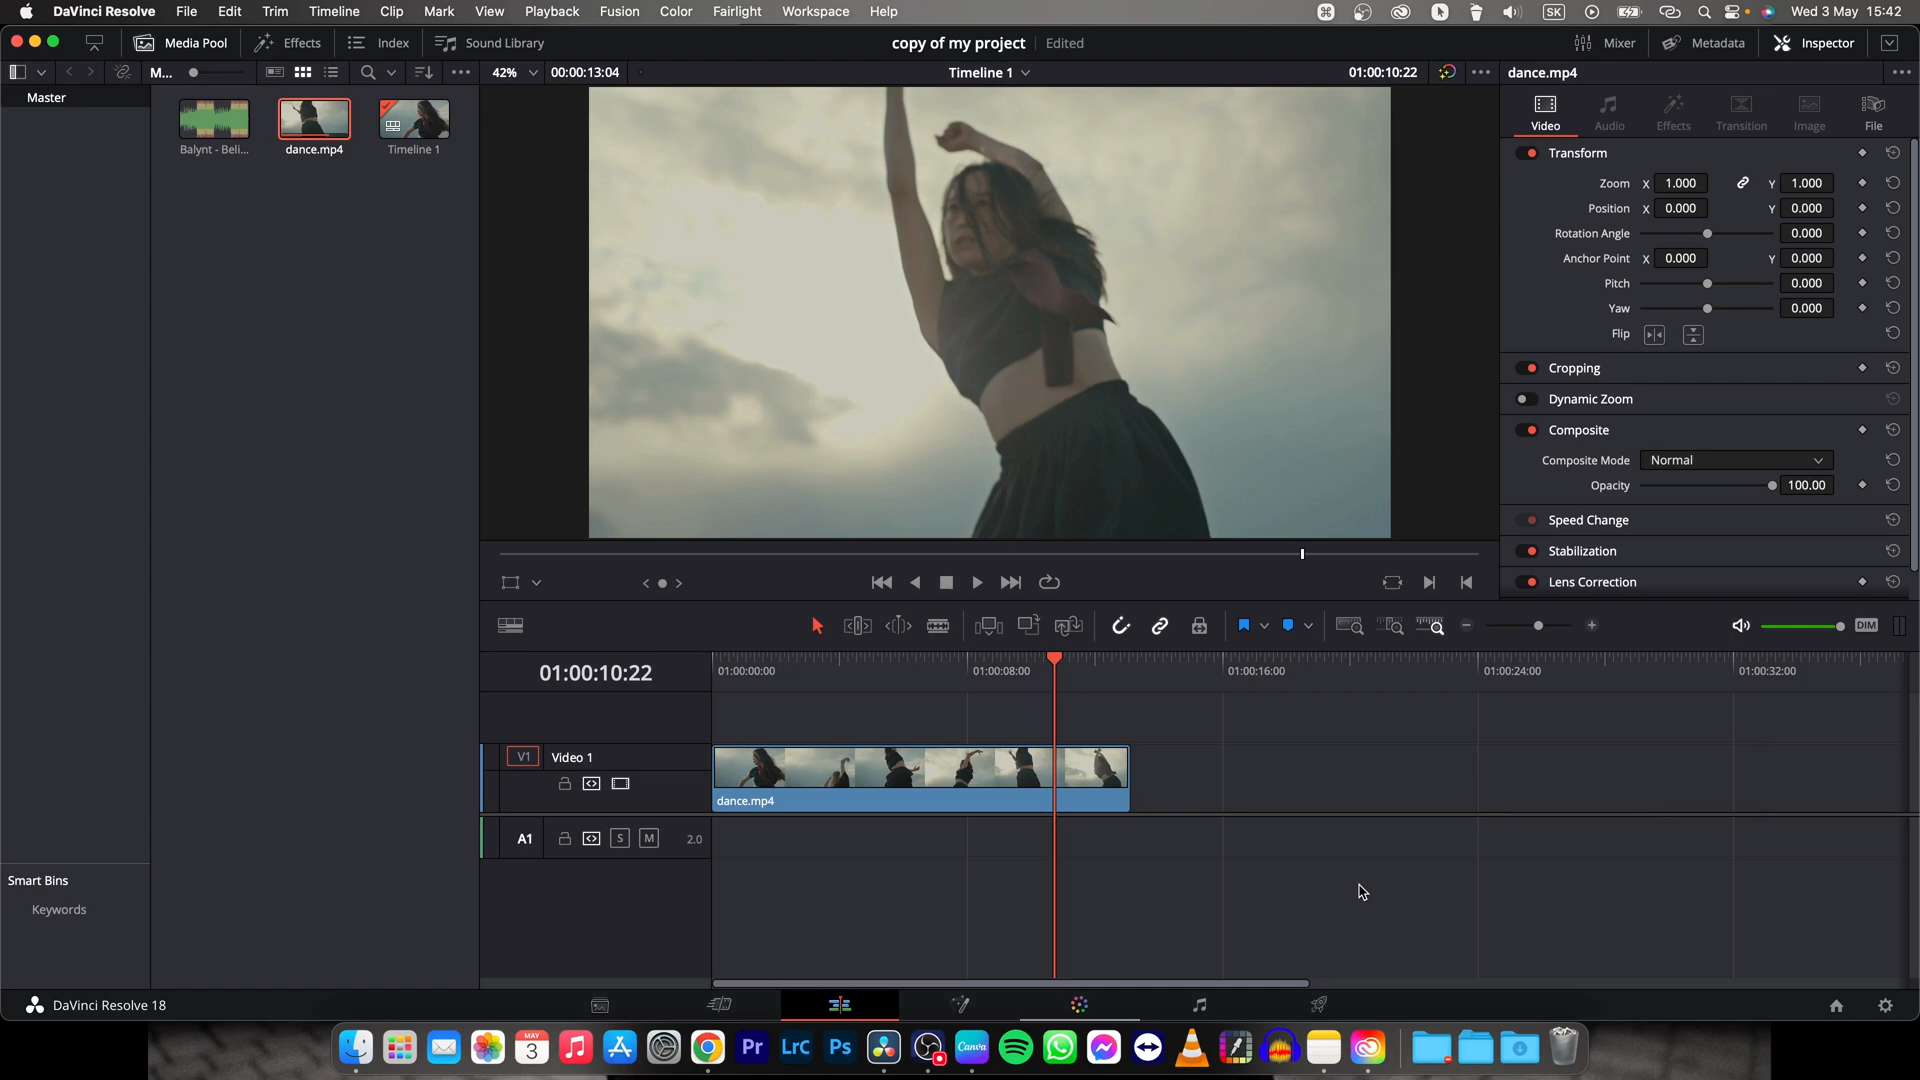 DaVinci Resolve File Edit Trim Timeline Clip Mark View Playback Fusion Color Fairlight Workspace Help SK Wed 3 May 15:42
Media Pool Effects Index Sound Library copy of my project Edited Mixer Metadata Inspector
M... 42% 00:00:13:04 Timeline 1 01:00:10:22 dance.mp4
Master
Balynt - Beli... dance.mp4 Timeline 1
Video Audio Effects Transition Image File
Transform
Zoom X 1.000 Y 1.000
Position X 0.000 Y 0.000
Rotation Angle 0.000
Anchor Point X 0.000 Y 0.000
Pitch 0.000
Yaw 0.000
Flip
Cropping
Dynamic Zoom
Composite
Composite Mode Normal
Opacity 100.00
Speed Change
Stabilization
Lens Correction
DIM
01:00:10:22 01:00:00:00 01:00:08:00 01:00:16:00 01:00:24:00 01:00:32:00
V1 Video 1
dance.mp4
A1 S M 2.0
Smart Bins
Keywords
DaVinci Resolve 18
MAY
3
Pr LrC Ps Canva